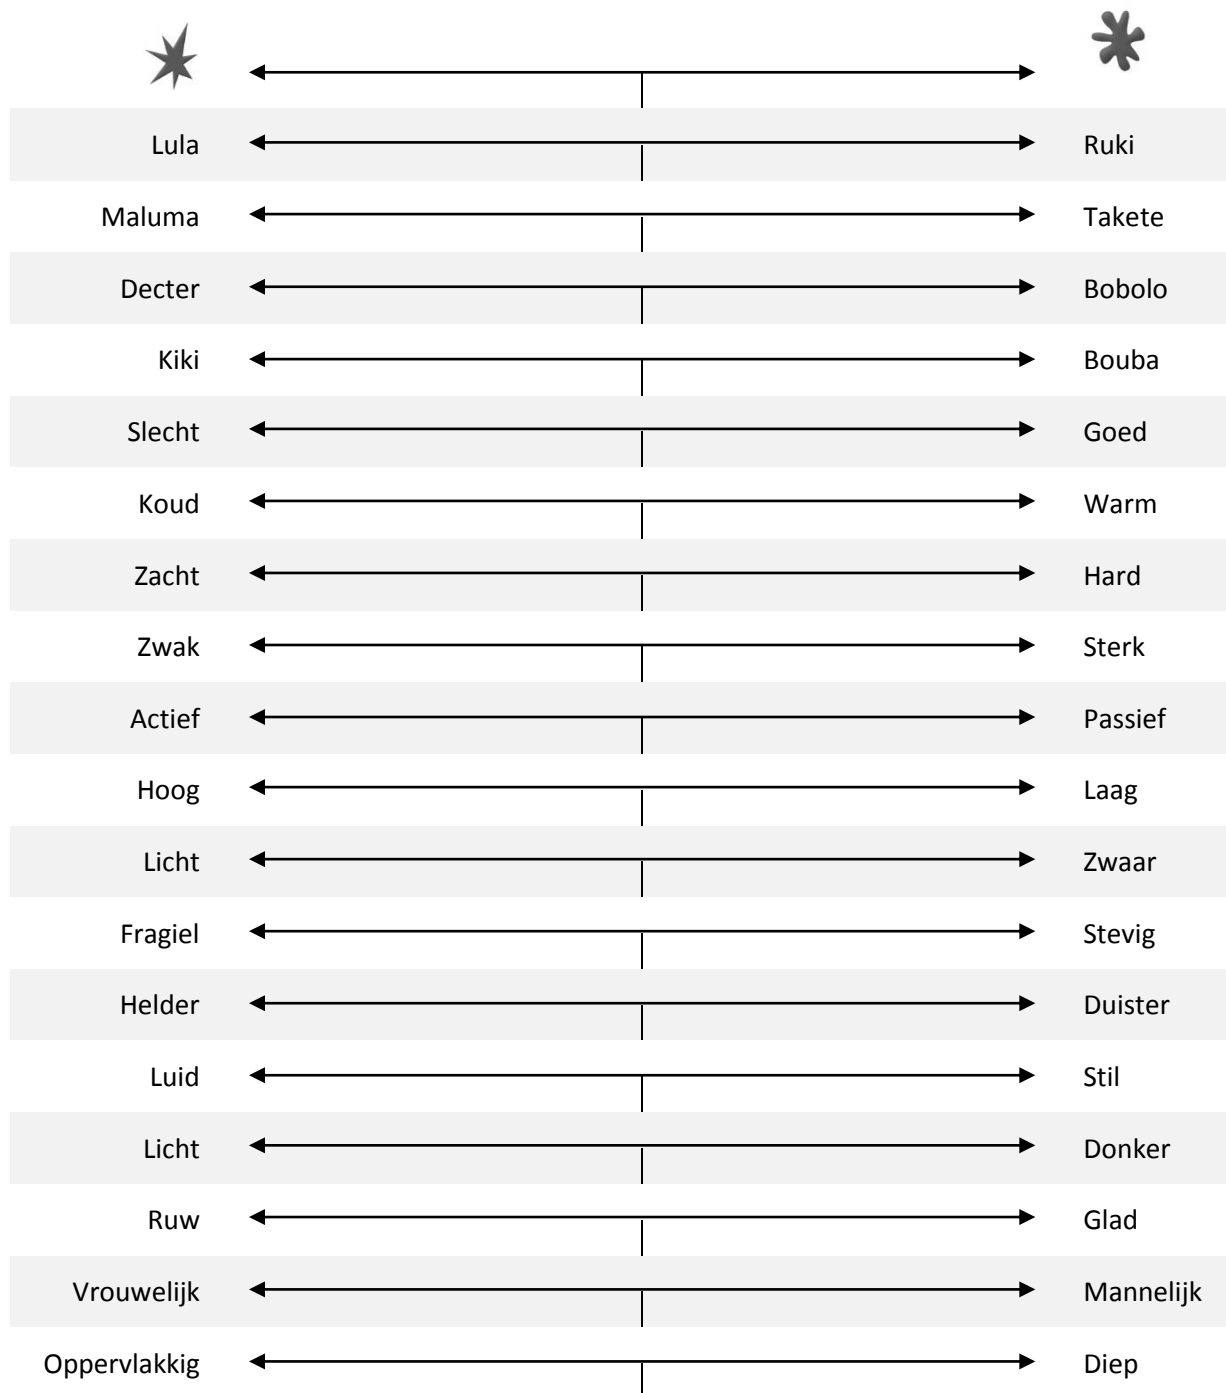 Lula Ruki
Maluma Takete
Decter Bobolo
Kiki Bouba
Slecht Goed
Koud Warm
Zacht Hard
Zwak Sterk
Actief Passief
Hoog Laag
Licht Zwaar
Fragiel Stevig
Helder Duister
Luid Stil
Licht Donker
Ruw Glad
Vrouwelijk Mannelijk
Oppervlakkig Diep